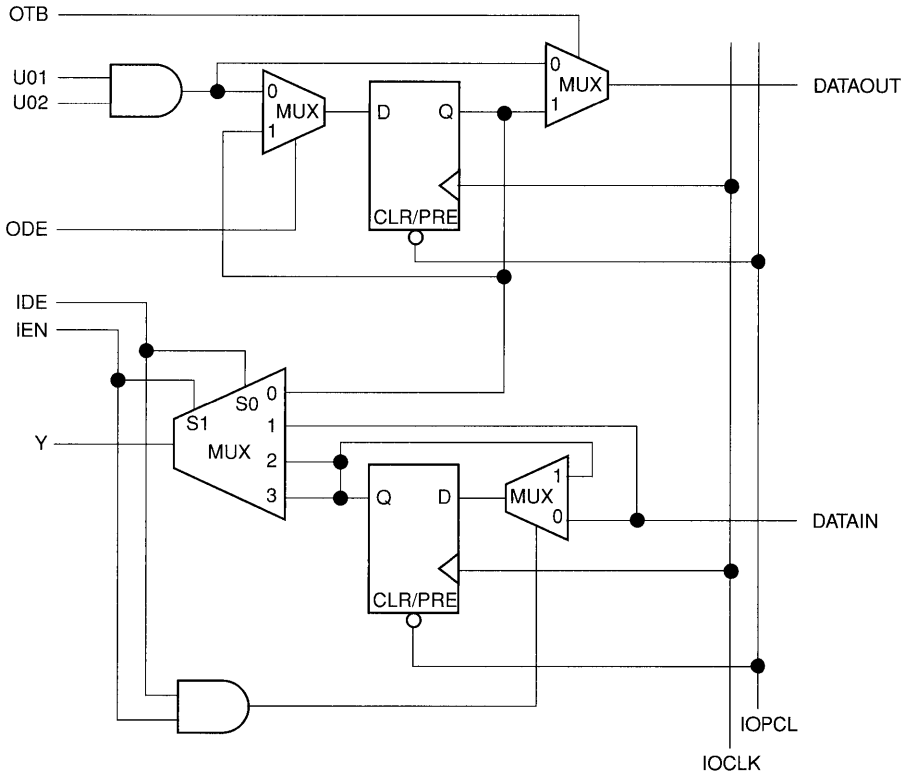 OTB
U01
U02
0
MUX
1
D
Q
CLR/PRE
0
MUX
1
DATAOUT
ODE
IDE
IEN
S0
S1
MUX
0
1
2
3
Y
Q
D
CLR/PRE
MUX
1
0
DATAIN
IOPCL
IOCLK